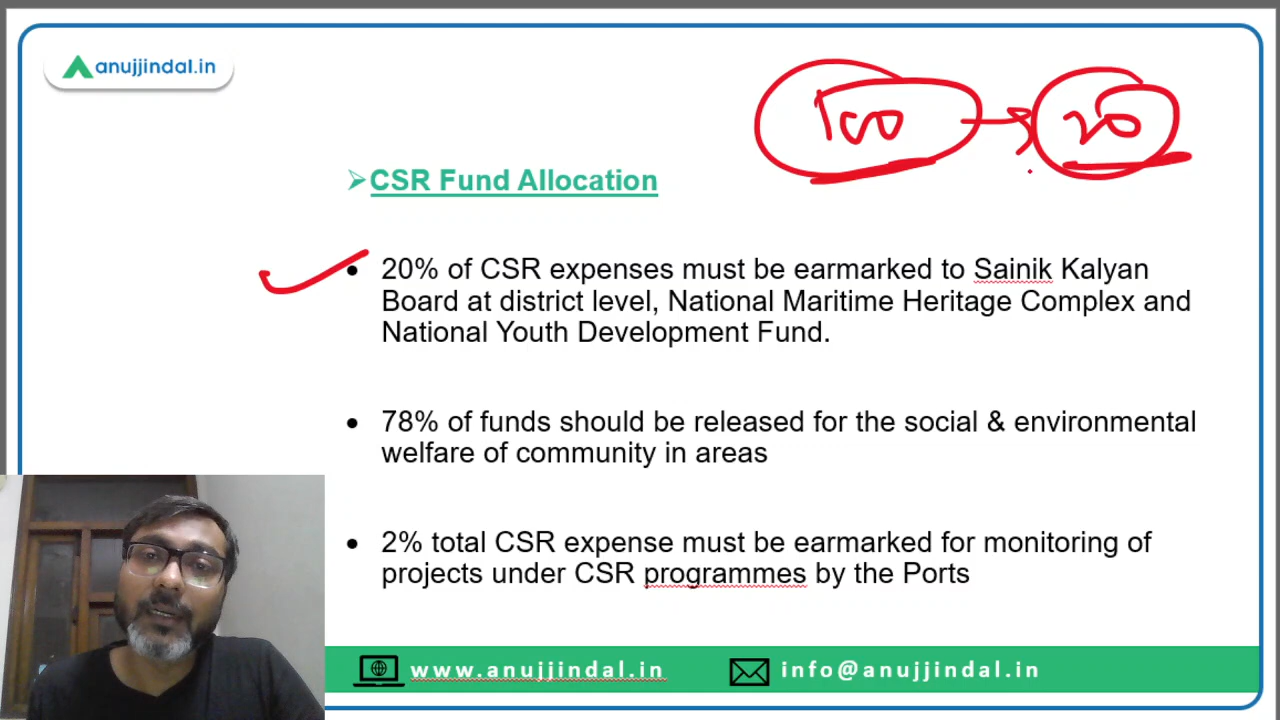 anujjindal.in
100 → 20
➢CSR Fund Allocation
• 20% of CSR expenses must be earmarked to Sainik Kalyan
Board at district level, National Maritime Heritage Complex and
National Youth Development Fund.
• 78% of funds should be released for the social & environmental
welfare of community in areas
• 2% total CSR expense must be earmarked for monitoring of
projects under CSR programmes by the Ports
www.anujjindal.in
info@anujjindal.in